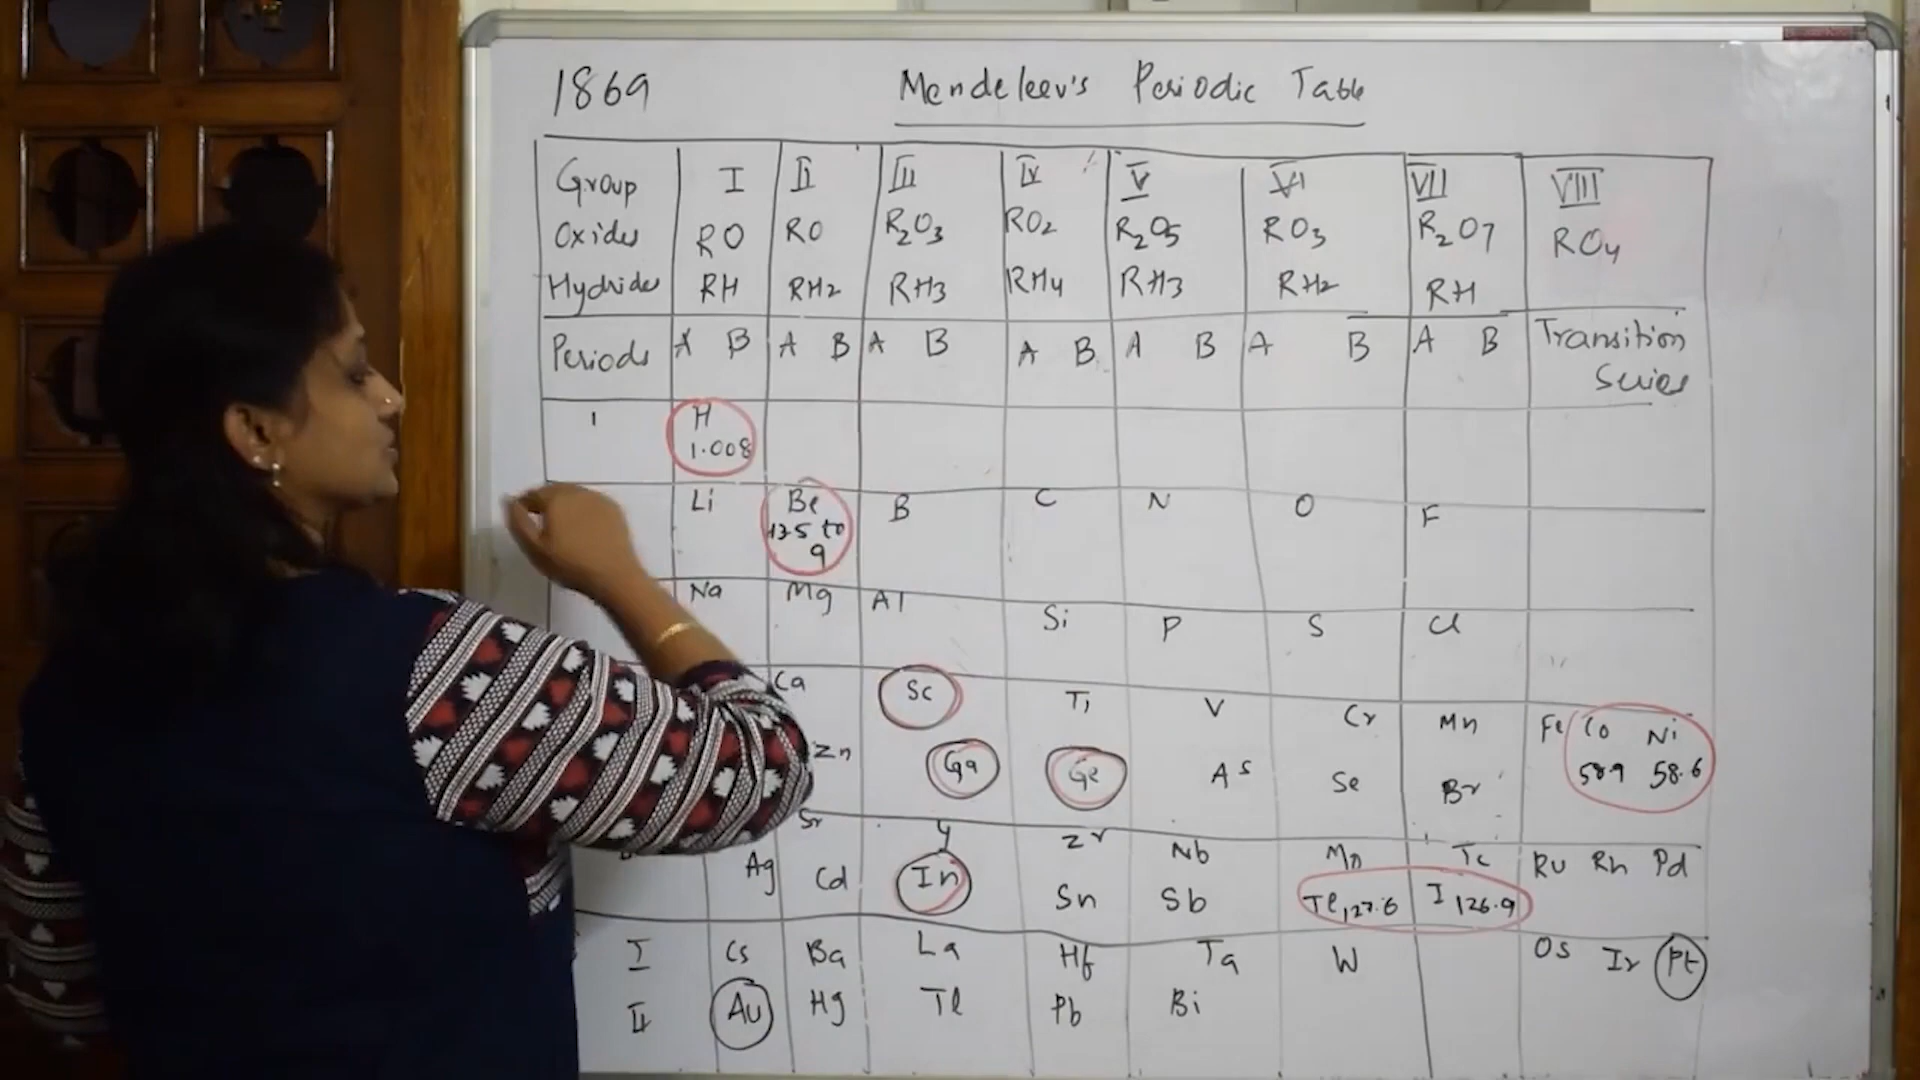 1869 Mendeleev's Periodic Table
Group I II III IV V VI VII VIII
Oxides RO RO R2O3 RO2 R2O5 RO3 R2O7 RO4
Hydrides RH RH2 RH3 RH4 RH3 RH2 RH
Periods A B A B A B A B A B A B A B Transition
Series
1 H
1.008
Li Be B C N O F
13.5 to
9
Na Mg Al Si P S Cl
Ca Sc Ti V Cr Mn Fe Co Ni
58.9 58.6
Zn Ga Ge As Se Br
Sr Y Zr Nb Mo Tc Ru Rh Pd
Ag Cd In Sn Sb Te 127.6 I 126.9
I Cs Ba La Hf Ta W Os Ir Pt
II Au Hg Tl Pb Bi